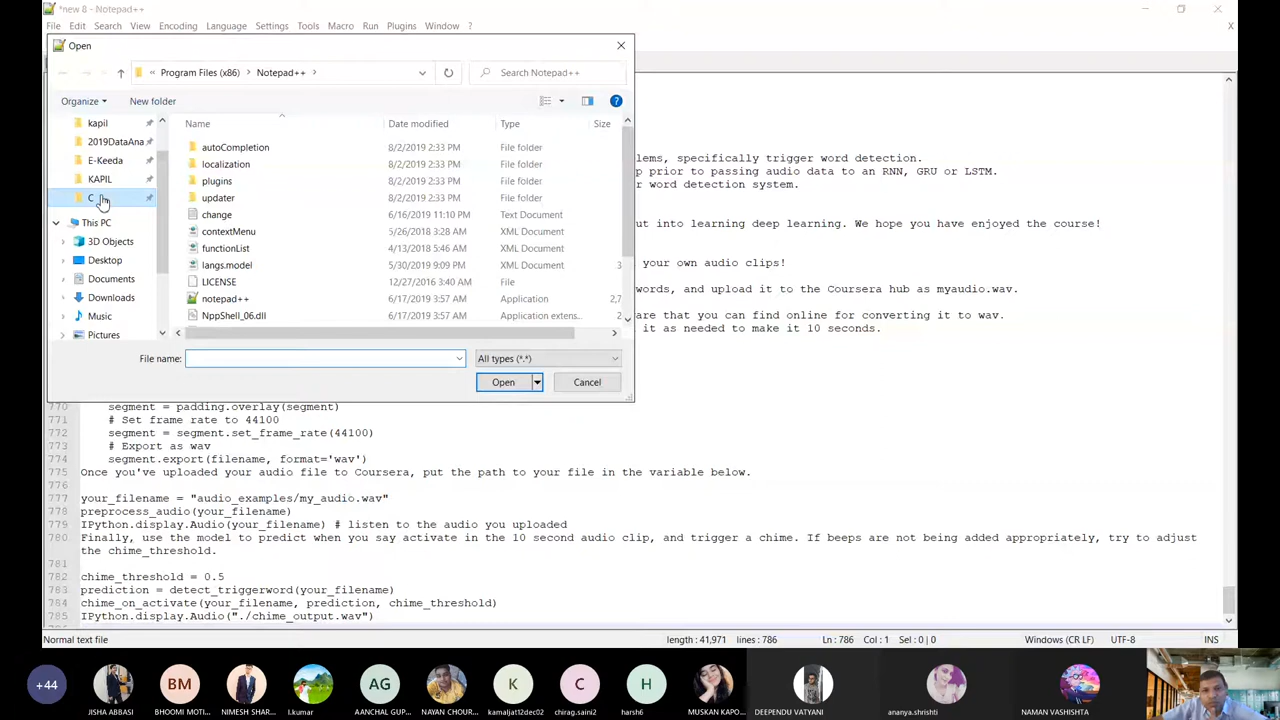 *new 8 - Notepad++
File Edit Search View Encoding Language Settings Tools Macro Run Plugins Window ? X
Open
« Program Files (x86) > Notepad++ > Search Notepad++
Organize New folder
kapil
2019DataAna
E-Keeda
KAPIL
C
This PC
3D Objects
Desktop
Documents
Downloads
Music
Pictures
Name Date modified Type Size
autoCompletion 8/2/2019 2:33 PM File folder
localization 8/2/2019 2:33 PM File folder
plugins 8/2/2019 2:33 PM File folder
updater 8/2/2019 2:33 PM File folder
change 6/16/2019 11:10 PM Text Document
contextMenu 5/26/2018 3:28 AM XML Document
functionList 4/13/2018 5:46 AM XML Document
langs.model 5/30/2019 9:09 PM XML Document 3
LICENSE 12/27/2016 3:40 AM File
notepad++ 6/17/2019 3:57 AM Application 2,7
NppShell_06.dll 6/17/2019 3:57 AM Application extens..
File name: All types (*.*)
Open Cancel
lems, specifically trigger word detection.
p prior to passing audio data to an RNN, GRU or LSTM.
r word detection system.
ut into learning deep learning. We hope you have enjoyed the course!
your own audio clips!
words, and upload it to the Coursera hub as myaudio.wav.
are that you can find online for converting it to wav.
it as needed to make it 10 seconds.
770 segment = padding.overlay(segment)
771 # Set frame rate to 44100
772 segment = segment.set_frame_rate(44100)
773 # Export as wav
774 segment.export(filename, format='wav')
775 Once you've uploaded your audio file to Coursera, put the path to your file in the variable below.
776
777 your_filename = "audio_examples/my_audio.wav"
778 preprocess_audio(your_filename)
779 IPython.display.Audio(your_filename) # listen to the audio you uploaded
780 Finally, use the model to predict when you say activate in the 10 second audio clip, and trigger a chime. If beeps are not being added appropriately, try to adjust
the chime_threshold.
781
782 chime_threshold = 0.5
783 prediction = detect_triggerword(your_filename)
784 chime_on_activate(your_filename, prediction, chime_threshold)
785 IPython.display.Audio("./chime_output.wav")
Normal text file length : 41,971 lines : 786 Ln : 786 Col : 1 Sel : 0 | 0 Windows (CR LF) UTF-8 INS
+44 BM AG K C H
JISHA ABBASI BHOOMI MOTI... NIMESH SHAR... l.kumar AANCHAL GUP... NAYAN CHOUR... kamaljat12dec02 chirag.saini2 harsh6 MUSKAN KAPO... DEEPENDU VATYANI ananya.shrishti NAMAN VASHISHTA